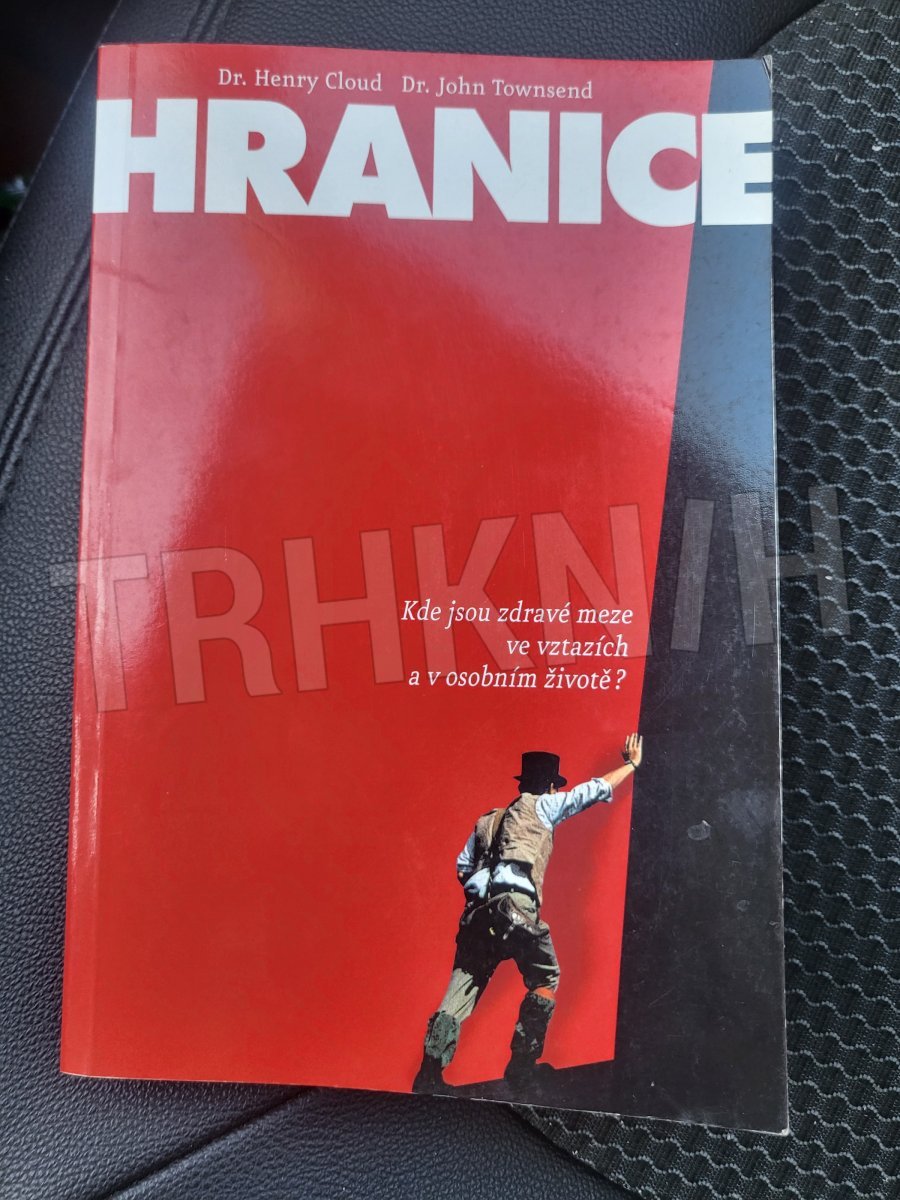 Dr. Henry Cloud Dr. John Townsend
HRANICE
TRHKNIH
Kde jsou zdravé meze
ve vztazích
a v osobním životě?